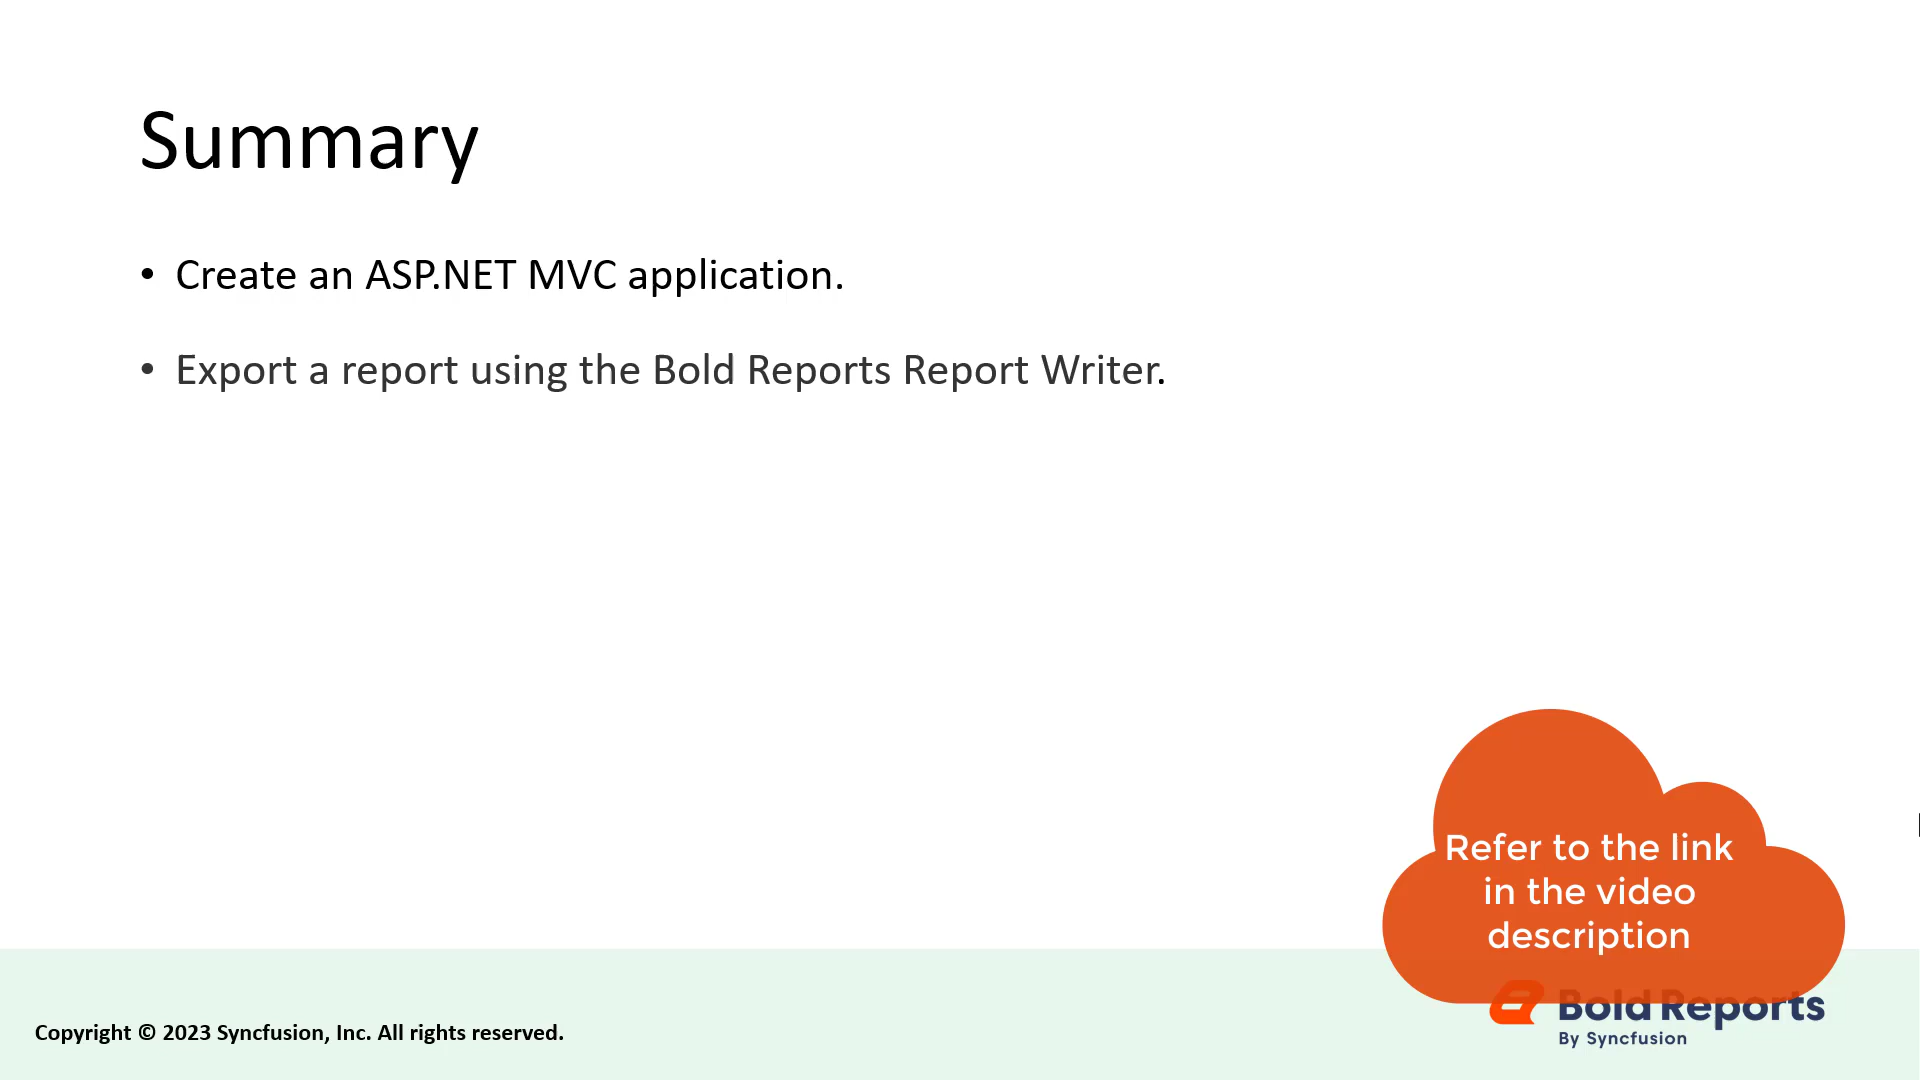 Summary
• Create an ASP.NET MVC application.
• Export a report using the Bold Reports Report Writer.
Refer to the link
in the video
description
Bold Reports
By Syncfusion
Copyright © 2023 Syncfusion, Inc. All rights reserved.